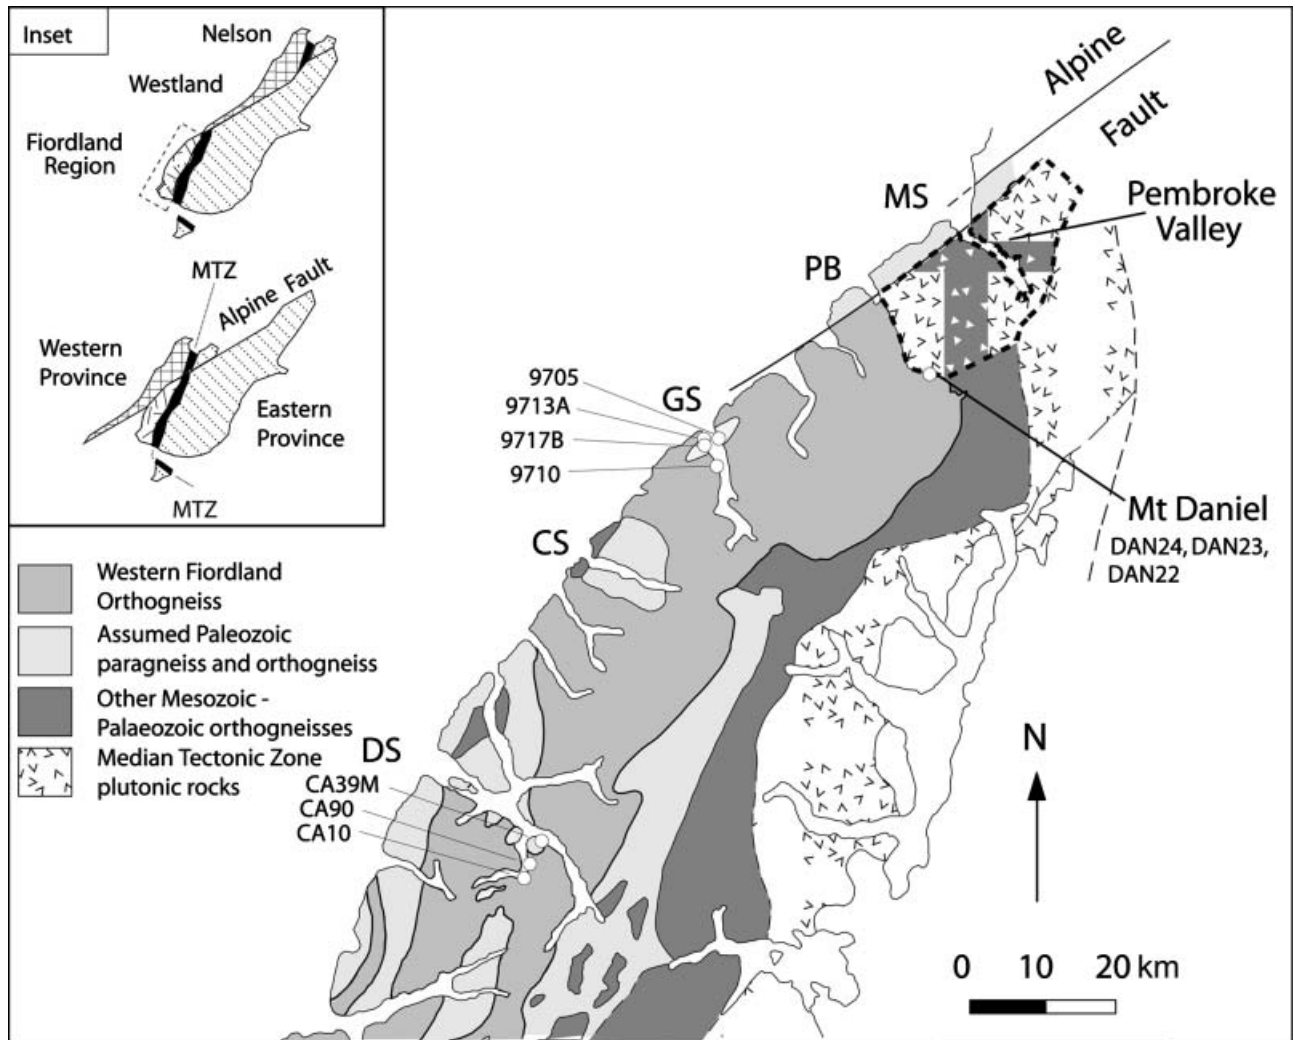 Inset
Nelson
Westland
Fiordland
Region
MTZ
Alpine Fault
Western
Province
Eastern
Province
MTZ
Alpine
Fault
MS
Pembroke
Valley
PB
9705
GS
9713A
9717B
9710
Mt Daniel
DAN24, DAN23,
DAN22
CS
Western Fiordland
Orthogneiss
Assumed Paleozoic
paragneiss and orthogneiss
Other Mesozoic -
Palaeozoic orthogneisses
Median Tectonic Zone
plutonic rocks
DS
CA39M
CA90
CA10
N
0 10 20 km